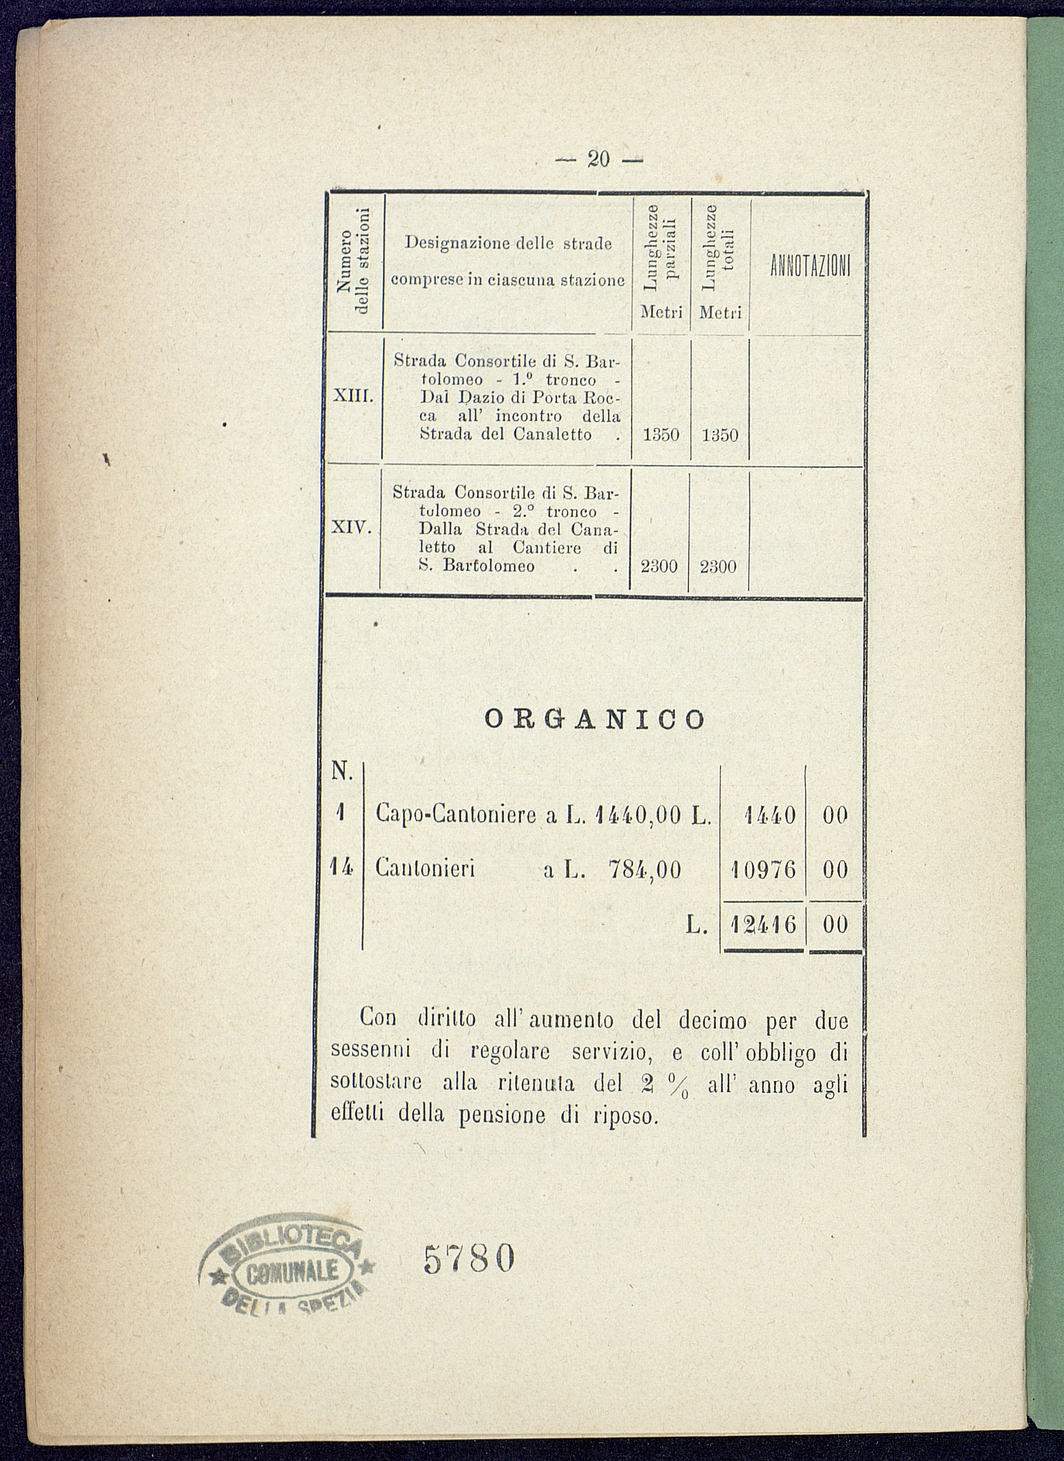 — 20 —
Numero
delle stazioni
Designazione delle strade
comprese in ciascuna stazione
Lunghezze
parziali
Metri
Lunghezze
totali
Metri
ANNOTAZIONI
XIII.
Strada Consortile di S. Bar-
tolomeo - 1.º tronco -
Dai Dazio di Porta Roc-
ca all' incontro della
Strada del Canaletto .
1350
1350
XIV.
Strada Consortile di S. Bar-
tolomeo - 2.º tronco -
Dalla Strada del Cana-
letto al Cantiere di
S. Bartolomeo . .
2300
2300
ORGANICO
N.
1 Capo-Cantoniere a L. 1440,00 L. 1440 00
14 Cantonieri a L. 784,00 10976 00
L. 12416 00
Con diritto all' aumento del decimo per due
sessenni di regolare servizio, e coll' obbligo di
sottostare alla ritenuta del 2 % all' anno agli
effetti della pensione di riposo.
BIBLIOTECA
COMUNALE
DELLA SPEZIA
5780